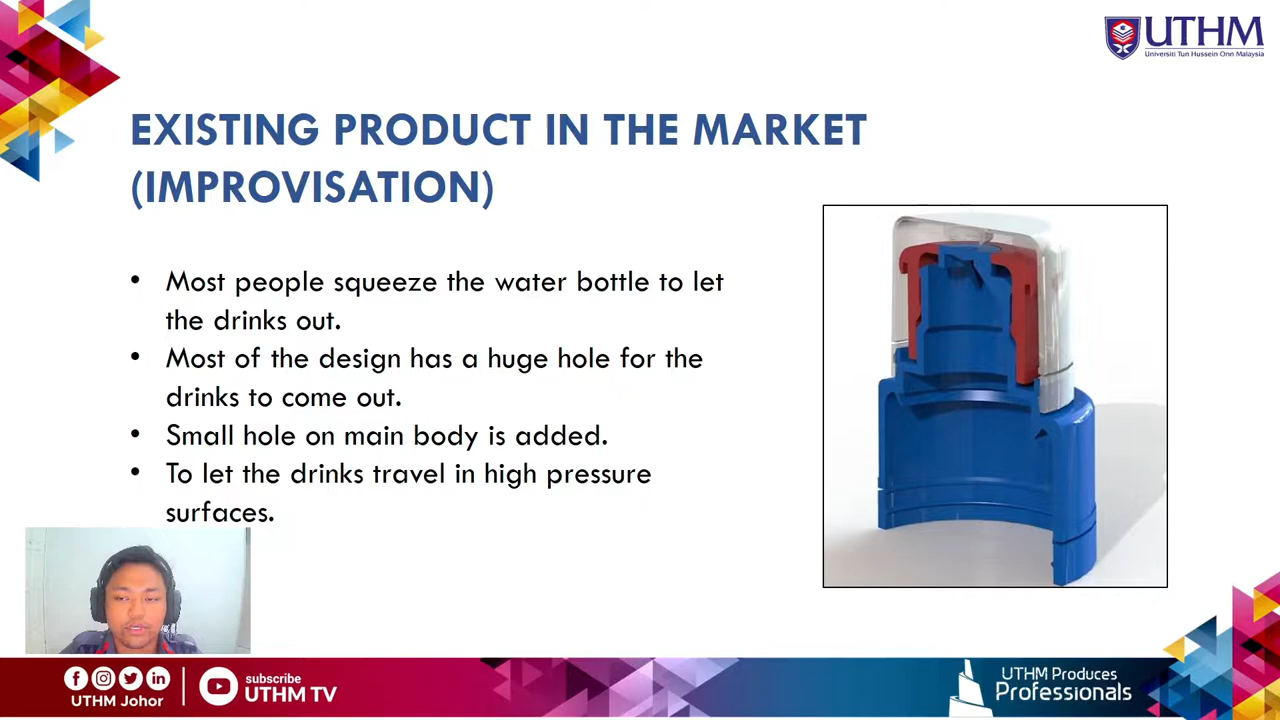 UTHM
Universiti Tun Hussein Onn Malaysia
EXISTING PRODUCT IN THE MARKET
(IMPROVISATION)
• Most people squeeze the water bottle to let
the drinks out.
• Most of the design has a huge hole for the
drinks to come out.
• Small hole on main body is added.
• To let the drinks travel in high pressure
surfaces.
UTHM Johor
subscribe
UTHM TV
UTHM Produces
Professionals